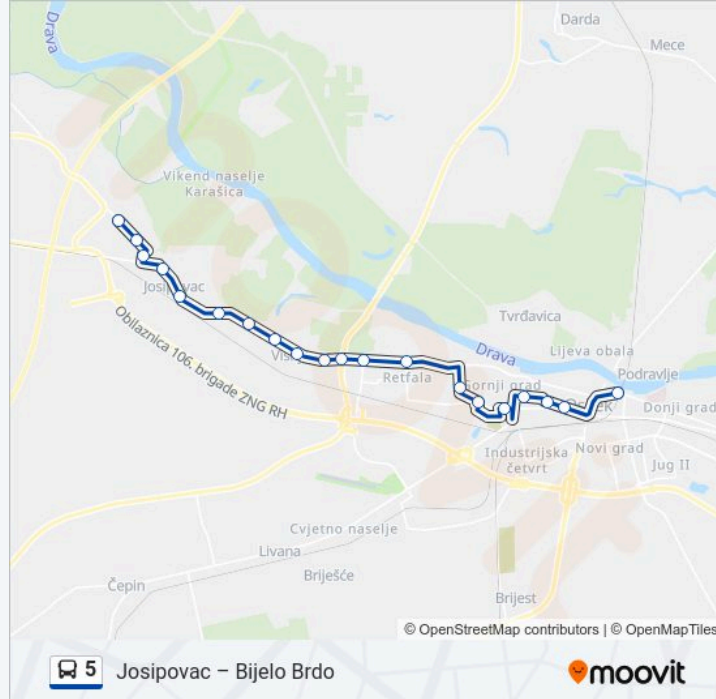 Drava
Darda
Mece
Vikend naselje
Karašica
Josipovac
Tvrđavica
Obilaznica 106. brigade ZNG RH
Drava
Lijeva obala
Podravlje
Retfala
Gornji grad
Osijek
Donji grad
Novi grad
Industrijska
četvrt
Jug II
Cvjetno naselje
Livana
Briješće
Čepin
Brijest
© OpenStreetMap contributors | © OpenMapTiles
5 Josipovac – Bijelo Brdo
moovit